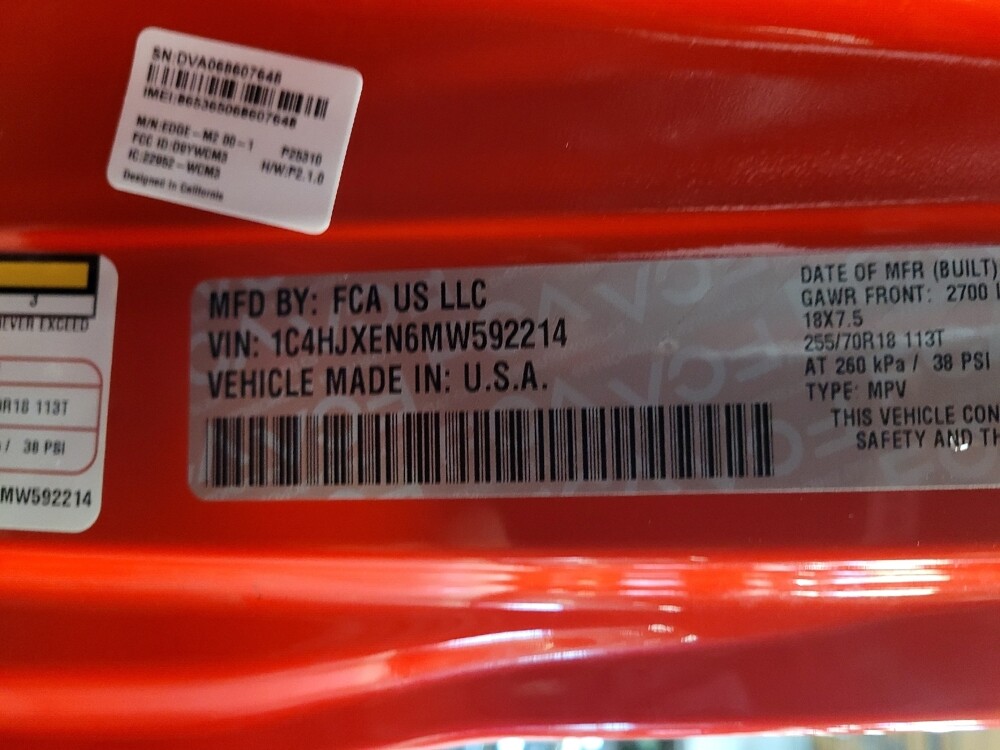 SN:DVA068607648
IMEI:865365068607648
M/N:EDGE-M2 00-1
P25310
FCC ID:D9YWCM3
H/W:P2.1.0
IC:22952-WCM3
Designed in California
3
NEVER EXCEED
0R18 113T
/ 38 PSI
MW592214
MFD BY: FCA US LLC
VIN: 1C4HJXEN6MW592214
VEHICLE MADE IN: U.S.A.
DATE OF MFR (BUILT):
GAWR FRONT: 2700 L
18X7.5
255/70R18 113T
AT 260 kPa / 38 PSI
TYPE: MPV
THIS VEHICLE CON
SAFETY AND TH